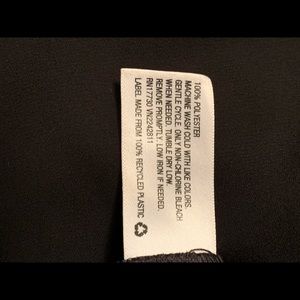 100% POLYESTER
MACHINE WASH COLD WITH LIKE COLORS.
GENTLE CYCLE. ONLY NON-CHLORINE BLEACH
WHEN NEEDED. TUMBLE DRY LOW.
REMOVE PROMPTLY. LOW IRON IF NEEDED.
RN17730 VN2242811
LABEL MADE FROM 100% RECYCLED PLASTIC